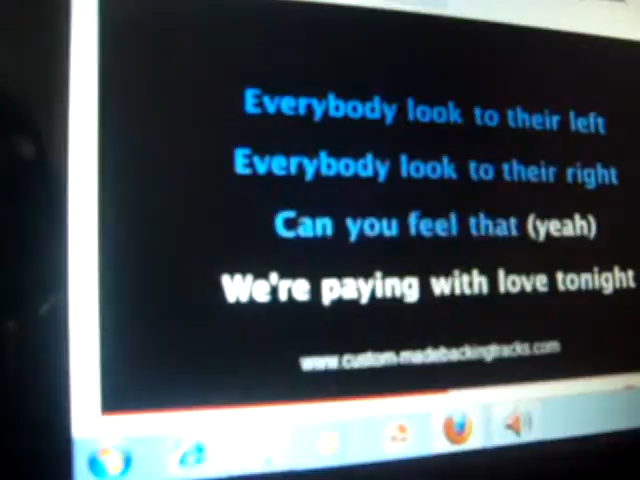 Everybody look to their left
Everybody look to their right
Can you feel that (yeah)
We're paying with love tonight
www.custom-madebackingtracks.com